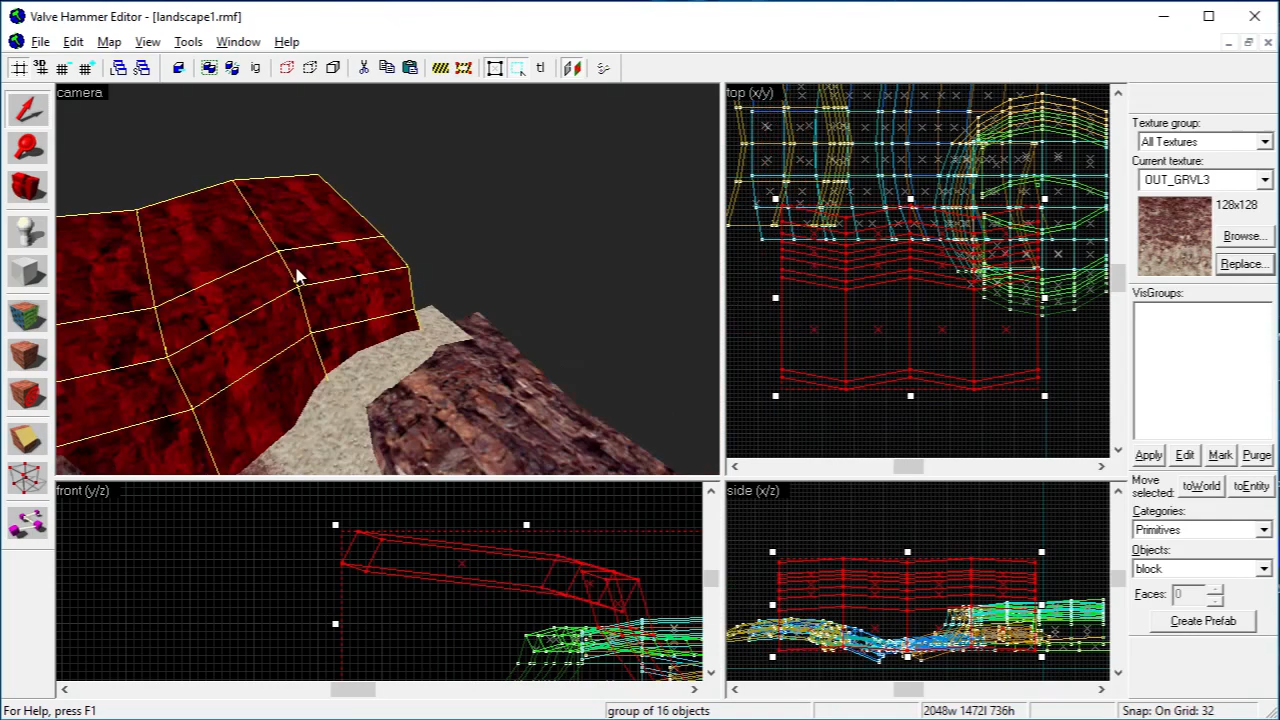 Valve Hammer Editor - [landscape1.rmf]
File Edit Map View Tools Window Help
3D L S ig tl
camera
top (x/y)
front (y/z)
side (x/z)
Texture group:
All Textures
Current texture:
OUT_GRVL3
128x128
Browse...
Replace...
VisGroups:
Apply Edit Mark Purge
Move selected:
toWorld toEntity
Categories:
Primitives
Objects:
block
Faces: 0
Create Prefab
For Help, press F1
group of 16 objects
2048w 1472l 736h
Snap: On Grid: 32